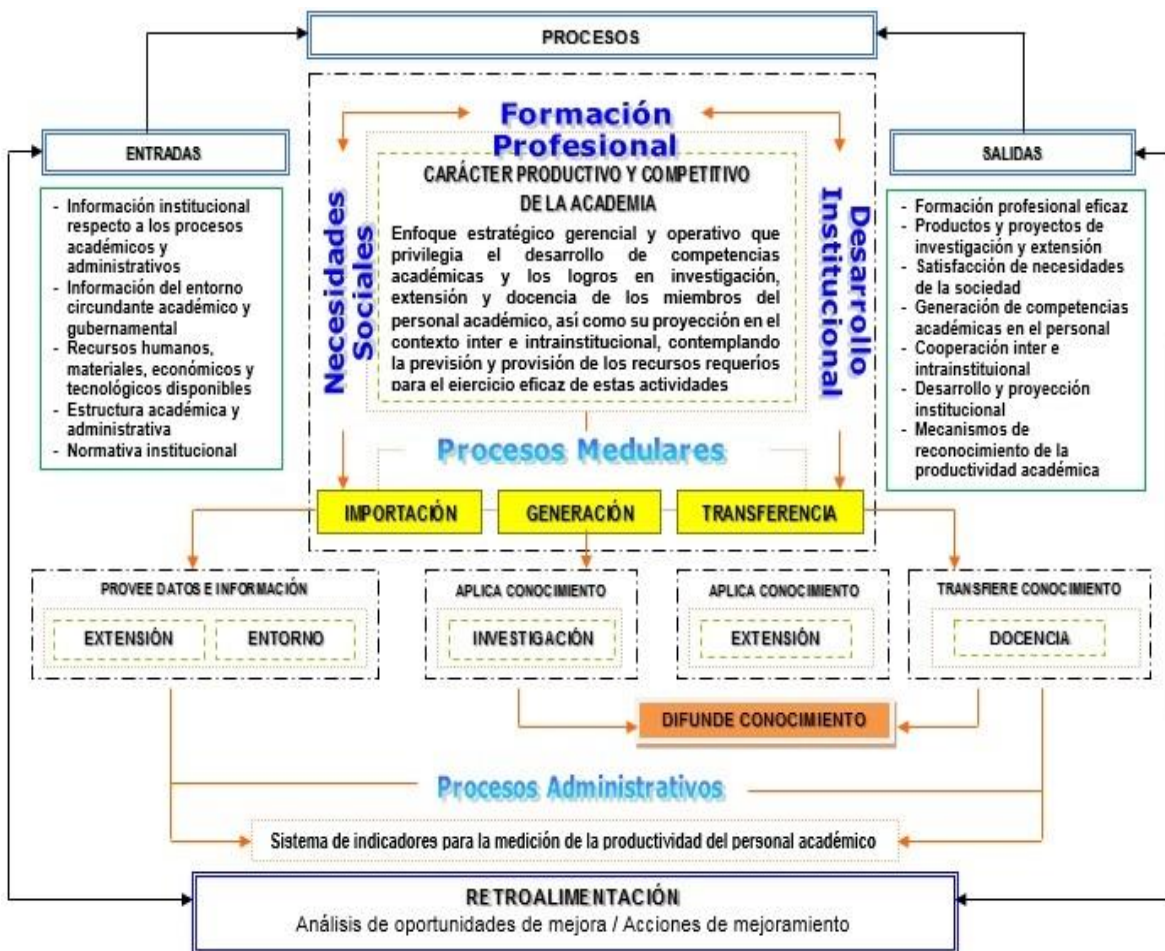 PROCESOS
ENTRADAS
- Información institucional
respecto a los procesos
académicos y
administrativos
- Información del entorno
circundante académico y
gubernamental
- Recursos humanos,
materiales, económicos y
tecnológicos disponibles
- Estructura académica y
administrativa
- Normativa institucional
Formación
Profesional
Necesidades
Sociales
CARÁCTER PRODUCTIVO Y COMPETITIVO
DE LA ACADEMIA
Enfoque estratégico gerencial y operativo que
privilegia el desarrollo de competencias
académicas y los logros en investigación,
extensión y docencia de los miembros del
personal académico, así como su proyección en el
contexto inter e intrainstitucional, contemplando
la previsión y provisión de los recursos requeríos
para el ejercicio eficaz de estas actividades
Desarrollo
Institucional
SALIDAS
- Formación profesional eficaz
- Productos y proyectos de
investigación y extensión
- Satisfacción de necesidades
de la sociedad
- Generación de competencias
académicas en el personal
- Cooperación inter e
intrainstituional
- Desarrollo y proyección
institucional
- Mecanismos de
reconocimiento de la
productividad académica
Procesos Medulares
IMPORTACIÓN
GENERACIÓN
TRANSFERENCIA
PROVEE DATOS E INFORMACIÓN
EXTENSIÓN
ENTORNO
APLICA CONOCIMIENTO
INVESTIGACIÓN
APLICA CONOCIMIENTO
EXTENSIÓN
TRANSFIERE CONOCIMIENTO
DOCENCIA
DIFUNDE CONOCIMIENTO
Procesos Administrativos
Sistema de indicadores para la medición de la productividad del personal académico
RETROALIMENTACIÓN
Análisis de oportunidades de mejora / Acciones de mejoramiento